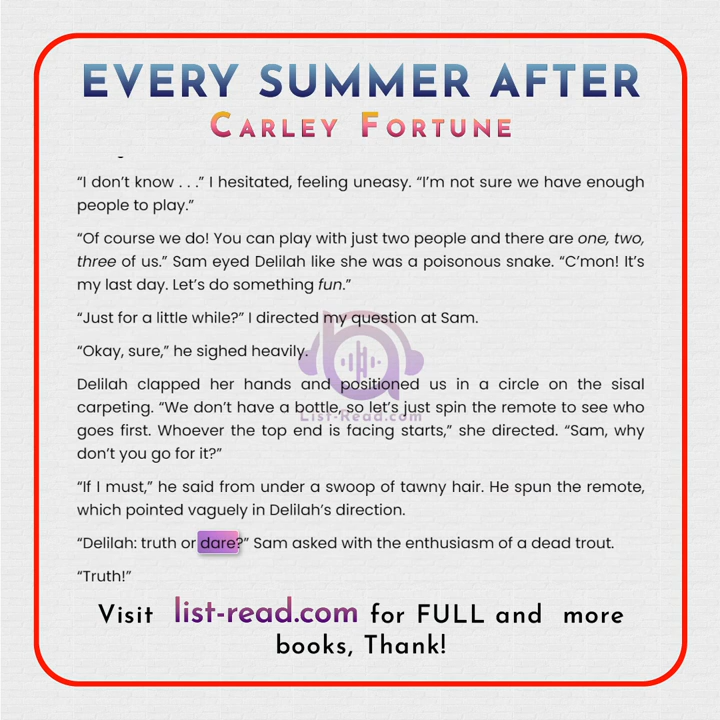 EVERY SUMMER AFTER
CARLEY FORTUNE
-
“I don’t know . . .” I hesitated, feeling uneasy. “I’m not sure we have enough
people to play.”
“Of course we do! You can play with just two people and there are one, two,
three of us.” Sam eyed Delilah like she was a poisonous snake. “C’mon! It’s
my last day. Let’s do something fun.”
“Just for a little while?” I directed my question at Sam.
“Okay, sure,” he sighed heavily.
Delilah clapped her hands and positioned us in a circle on the sisal
carpeting. “We don’t have a bottle, so let’s just spin the remote to see who
List-Read.com
goes first. Whoever the top end is facing starts,” she directed. “Sam, why
don’t you go for it?”
“If I must,” he said from under a swoop of tawny hair. He spun the remote,
which pointed vaguely in Delilah’s direction.
“Delilah: truth or dare?” Sam asked with the enthusiasm of a dead trout.
“Truth!”
Visit list-read.com for FULL and more
books, Thank!